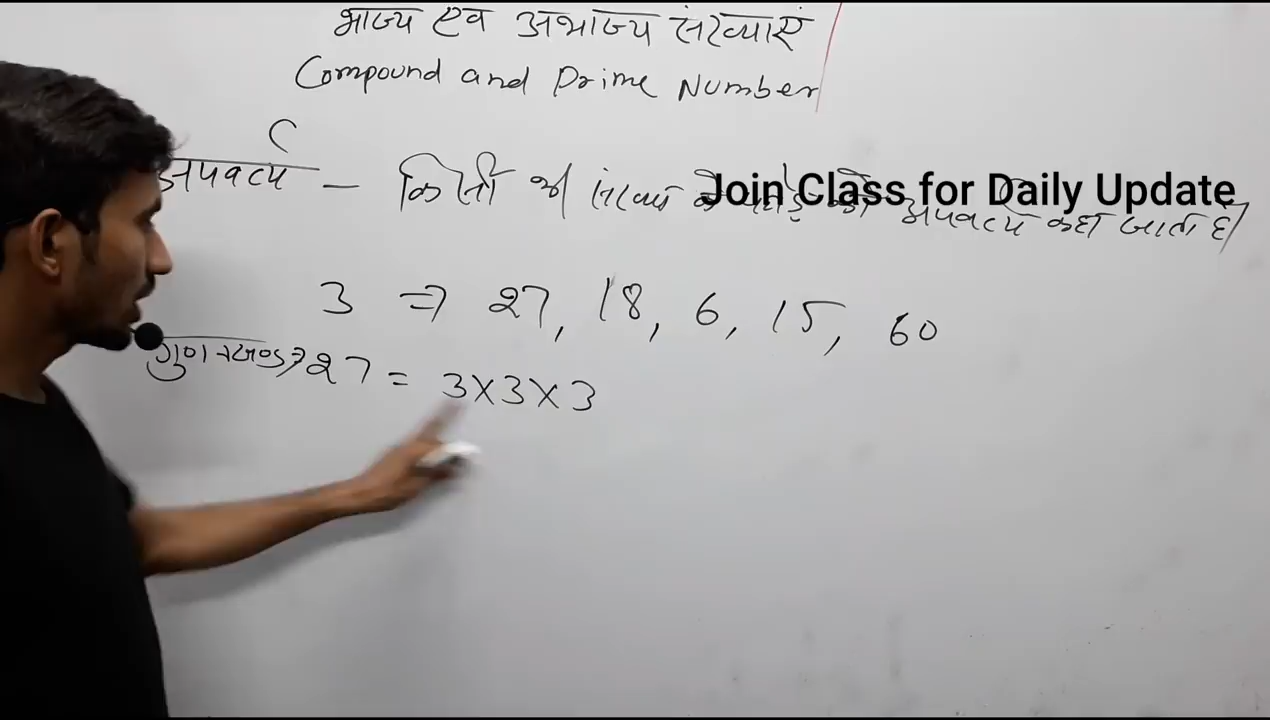 भाज्य एव अभाज्य संख्याएं
Compound and Prime Number
अपवर्त्य – किसी भी संख्या के पहाड़े को अपवर्त्य कहा जाता है
Join Class for Daily Update
3 ⇒ 27, 18, 6, 15, 60
गुणनखण्ड ⇒ 27 = 3×3×3